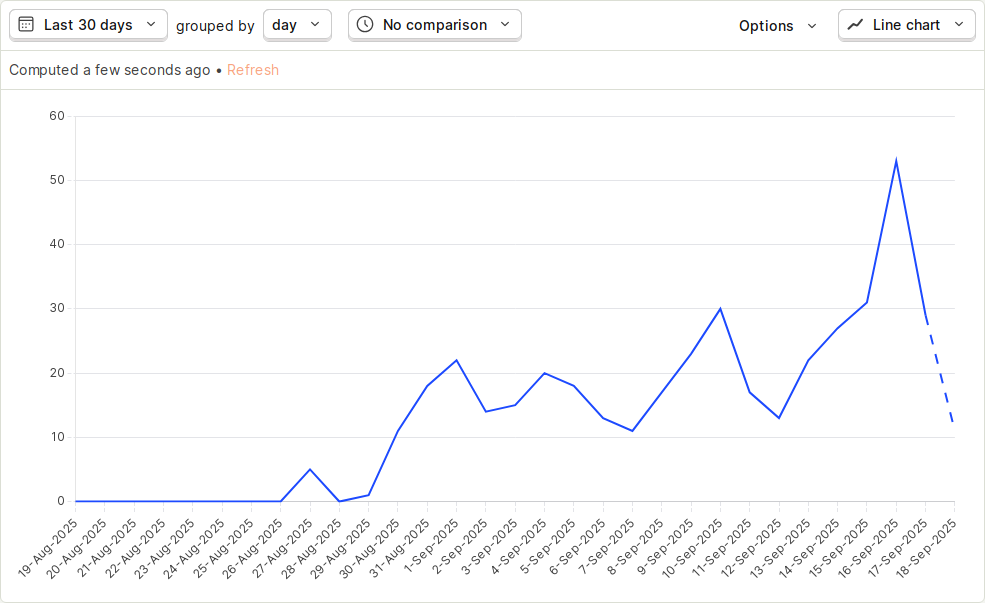 Last 30 days grouped by day No comparison Options Line chart
Computed a few seconds ago • Refresh
60
50
40
30
20
10
0
19-Aug-2025
20-Aug-2025
21-Aug-2025
22-Aug-2025
23-Aug-2025
24-Aug-2025
25-Aug-2025
26-Aug-2025
27-Aug-2025
28-Aug-2025
29-Aug-2025
30-Aug-2025
31-Aug-2025
1-Sep-2025
2-Sep-2025
3-Sep-2025
4-Sep-2025
5-Sep-2025
6-Sep-2025
7-Sep-2025
8-Sep-2025
9-Sep-2025
10-Sep-2025
11-Sep-2025
12-Sep-2025
13-Sep-2025
14-Sep-2025
15-Sep-2025
16-Sep-2025
17-Sep-2025
18-Sep-2025